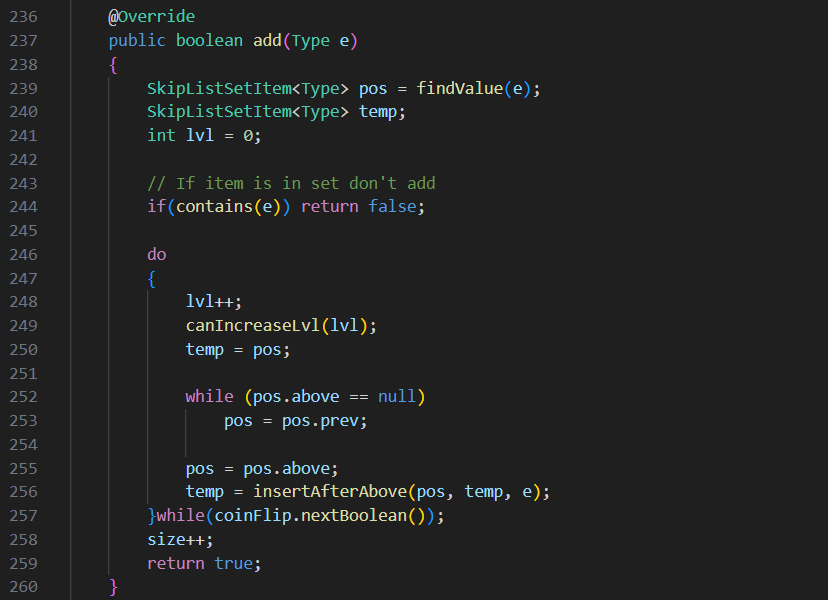 236 @Override
237 public boolean add(Type e)
238 {
239 SkipListSetItem<Type> pos = findValue(e);
240 SkipListSetItem<Type> temp;
241 int lvl = 0;
242
243 // If item is in set don't add
244 if(contains(e)) return false;
245
246 do
247 {
248 lvl++;
249 canIncreaseLvl(lvl);
250 temp = pos;
251
252 while (pos.above == null)
253 pos = pos.prev;
254
255 pos = pos.above;
256 temp = insertAfterAbove(pos, temp, e);
257 }while(coinFlip.nextBoolean());
258 size++;
259 return true;
260 }